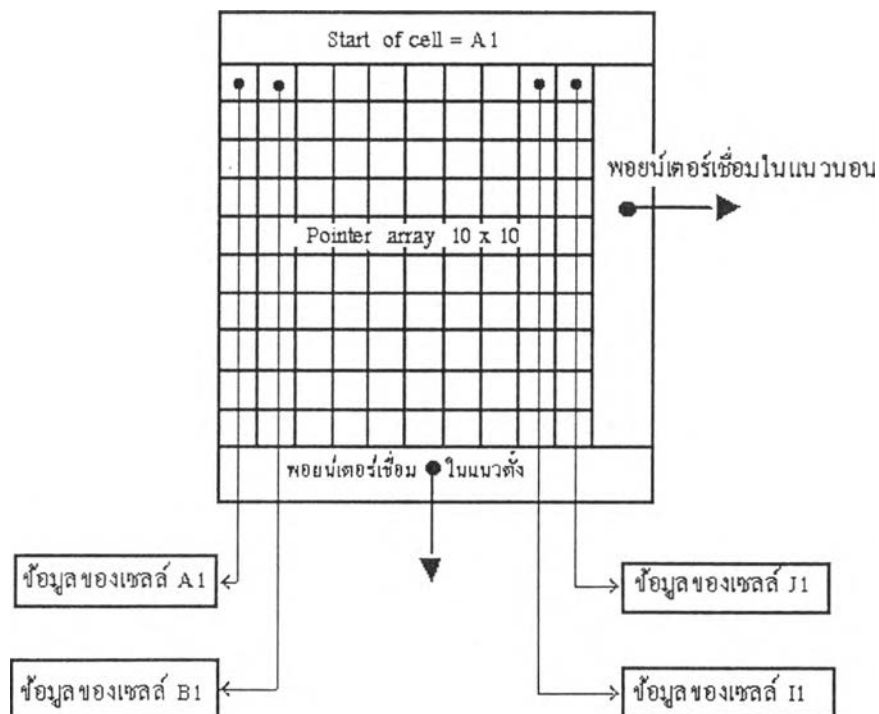 Start of cell = A1
พอยน์เตอร์เชื่อมในแนวนอน
Pointer array 10 x 10
พอยน์เตอร์เชื่อม ในแนวตั้ง
ข้อมูลของเซลล์ A1
ข้อมูลของเซลล์ J1
ข้อมูลของเซลล์ B1
ข้อมูลของเซลล์ I1